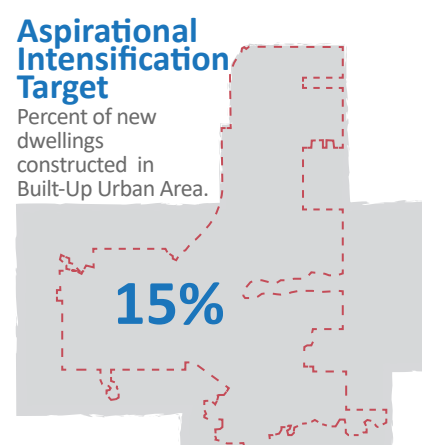 Aspirational
Intensification
Target
Percent of new
dwellings
constructed in
Built-Up Urban Area.
15%